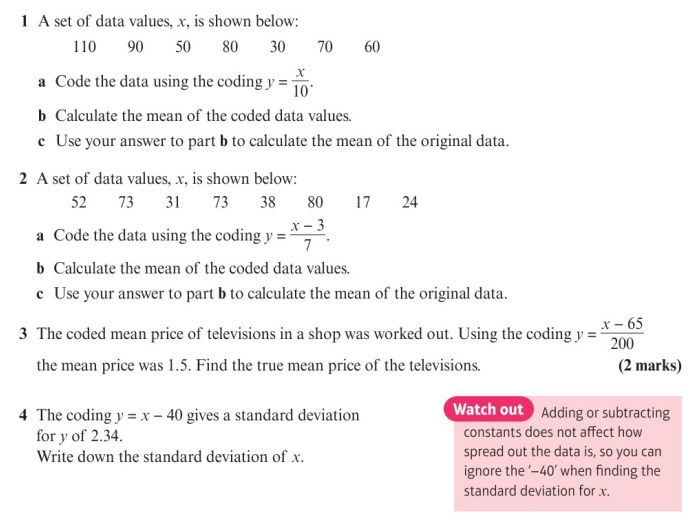 1 A set of data values, x, is shown below:
110 90 50 80 30 70 60
a Code the data using the coding y = x/10.
b Calculate the mean of the coded data values.
c Use your answer to part b to calculate the mean of the original data.
2 A set of data values, x, is shown below:
52 73 31 73 38 80 17 24
a Code the data using the coding y = (x – 3)/7.
b Calculate the mean of the coded data values.
c Use your answer to part b to calculate the mean of the original data.
3 The coded mean price of televisions in a shop was worked out. Using the coding y = (x – 65)/200
the mean price was 1.5. Find the true mean price of the televisions. (2 marks)
4 The coding y = x – 40 gives a standard deviation
for y of 2.34.
Write down the standard deviation of x.
Watch out Adding or subtracting
constants does not affect how
spread out the data is, so you can
ignore the ‘–40’ when finding the
standard deviation for x.